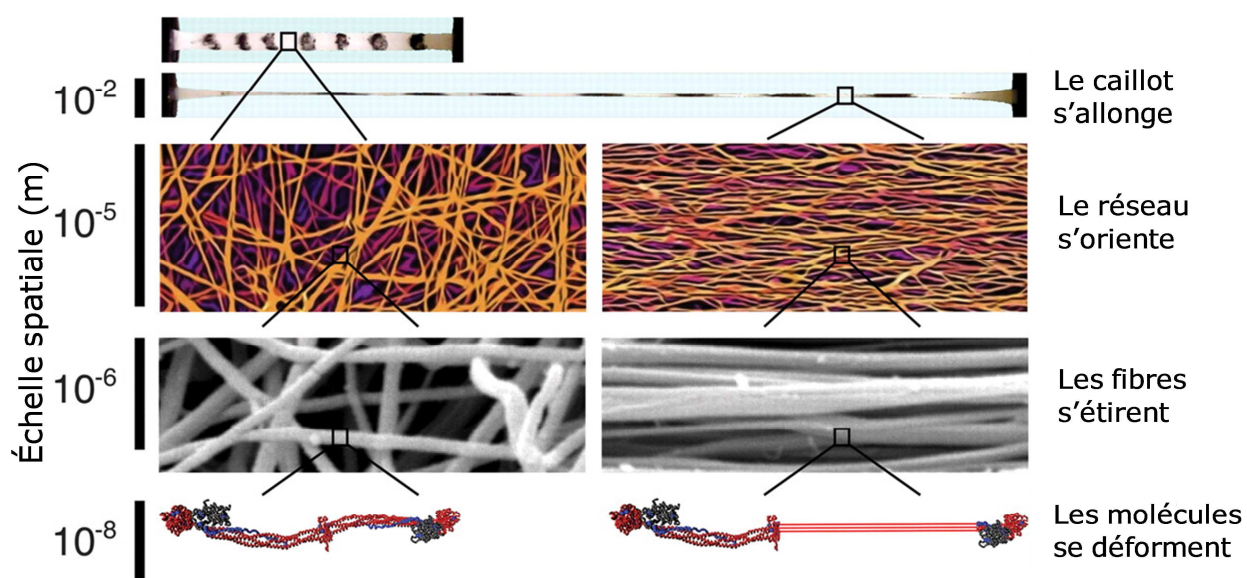 Échelle spatiale (m)
10⁻²
Le caillot
s’allonge
10⁻⁵
Le réseau
s’oriente
10⁻⁶
Les fibres
s’étirent
10⁻⁸
Les molécules
se déforment